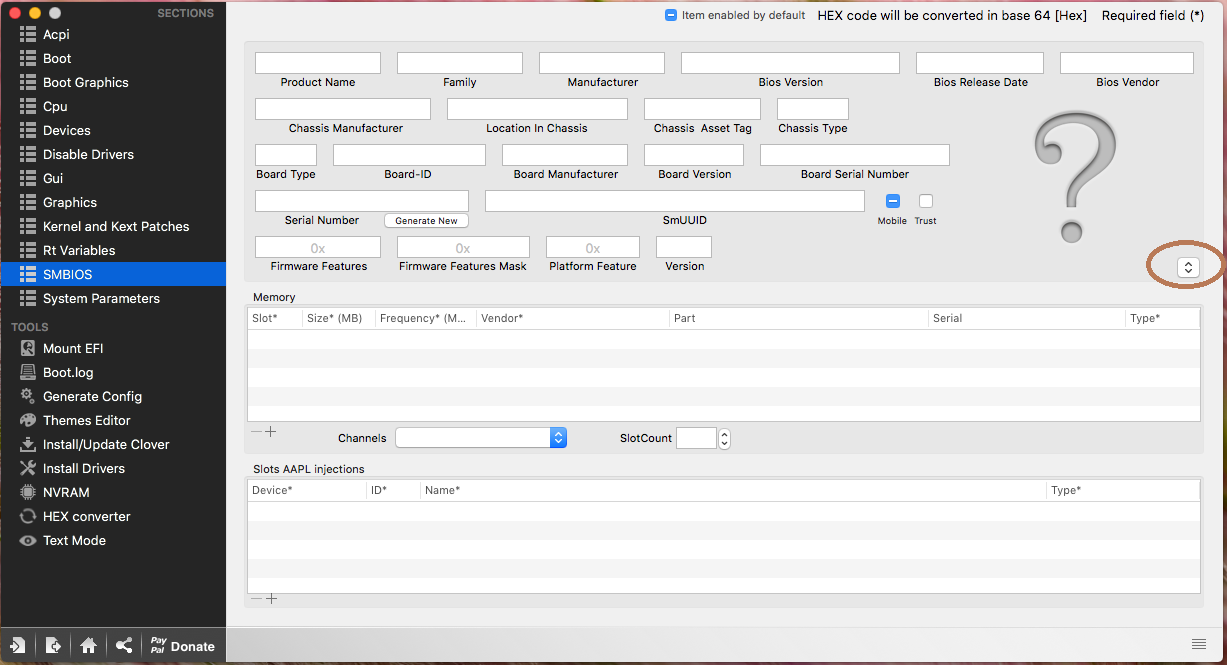 SECTIONS
Acpi
Boot
Boot Graphics
Cpu
Devices
Disable Drivers
Gui
Graphics
Kernel and Kext Patches
Rt Variables
SMBIOS
System Parameters
TOOLS
Mount EFI
Boot.log
Generate Config
Themes Editor
Install/Update Clover
Install Drivers
NVRAM
HEX converter
Text Mode
Pay
Pal Donate
Item enabled by default HEX code will be converted in base 64 [Hex] Required field (*)
Product Name Family Manufacturer Bios Version Bios Release Date Bios Vendor
Chassis Manufacturer Location In Chassis Chassis Asset Tag Chassis Type
Board Type Board-ID Board Manufacturer Board Version Board Serial Number
Serial Number Generate New SmUUID Mobile Trust
0x 0x 0x
Firmware Features Firmware Features Mask Platform Feature Version
Memory
Slot* Size* (MB) Frequency* (M... Vendor* Part Serial Type*
Channels SlotCount
Slots AAPL injections
Device* ID* Name* Type*